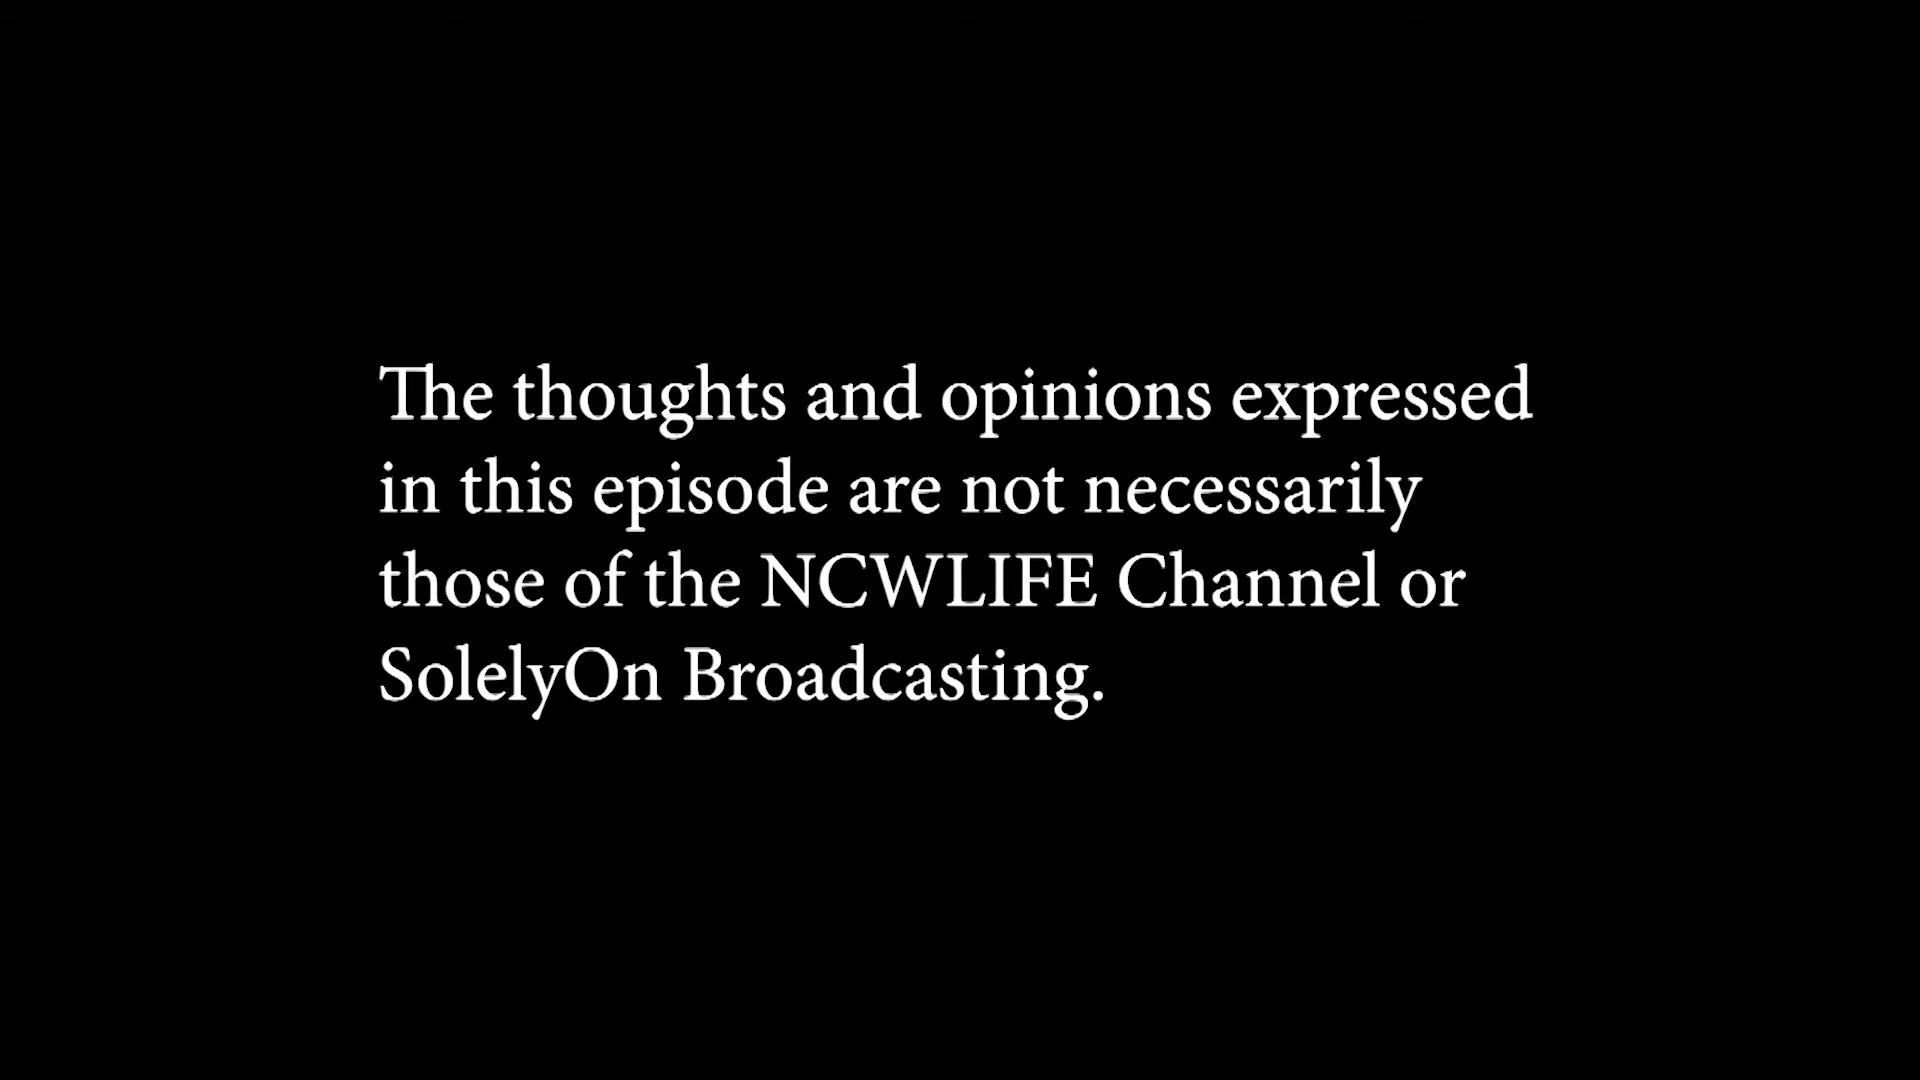 The thoughts and opinions expressed
in this episode are not necessarily
those of the NCWLIFE Channel or
SolelyOn Broadcasting.